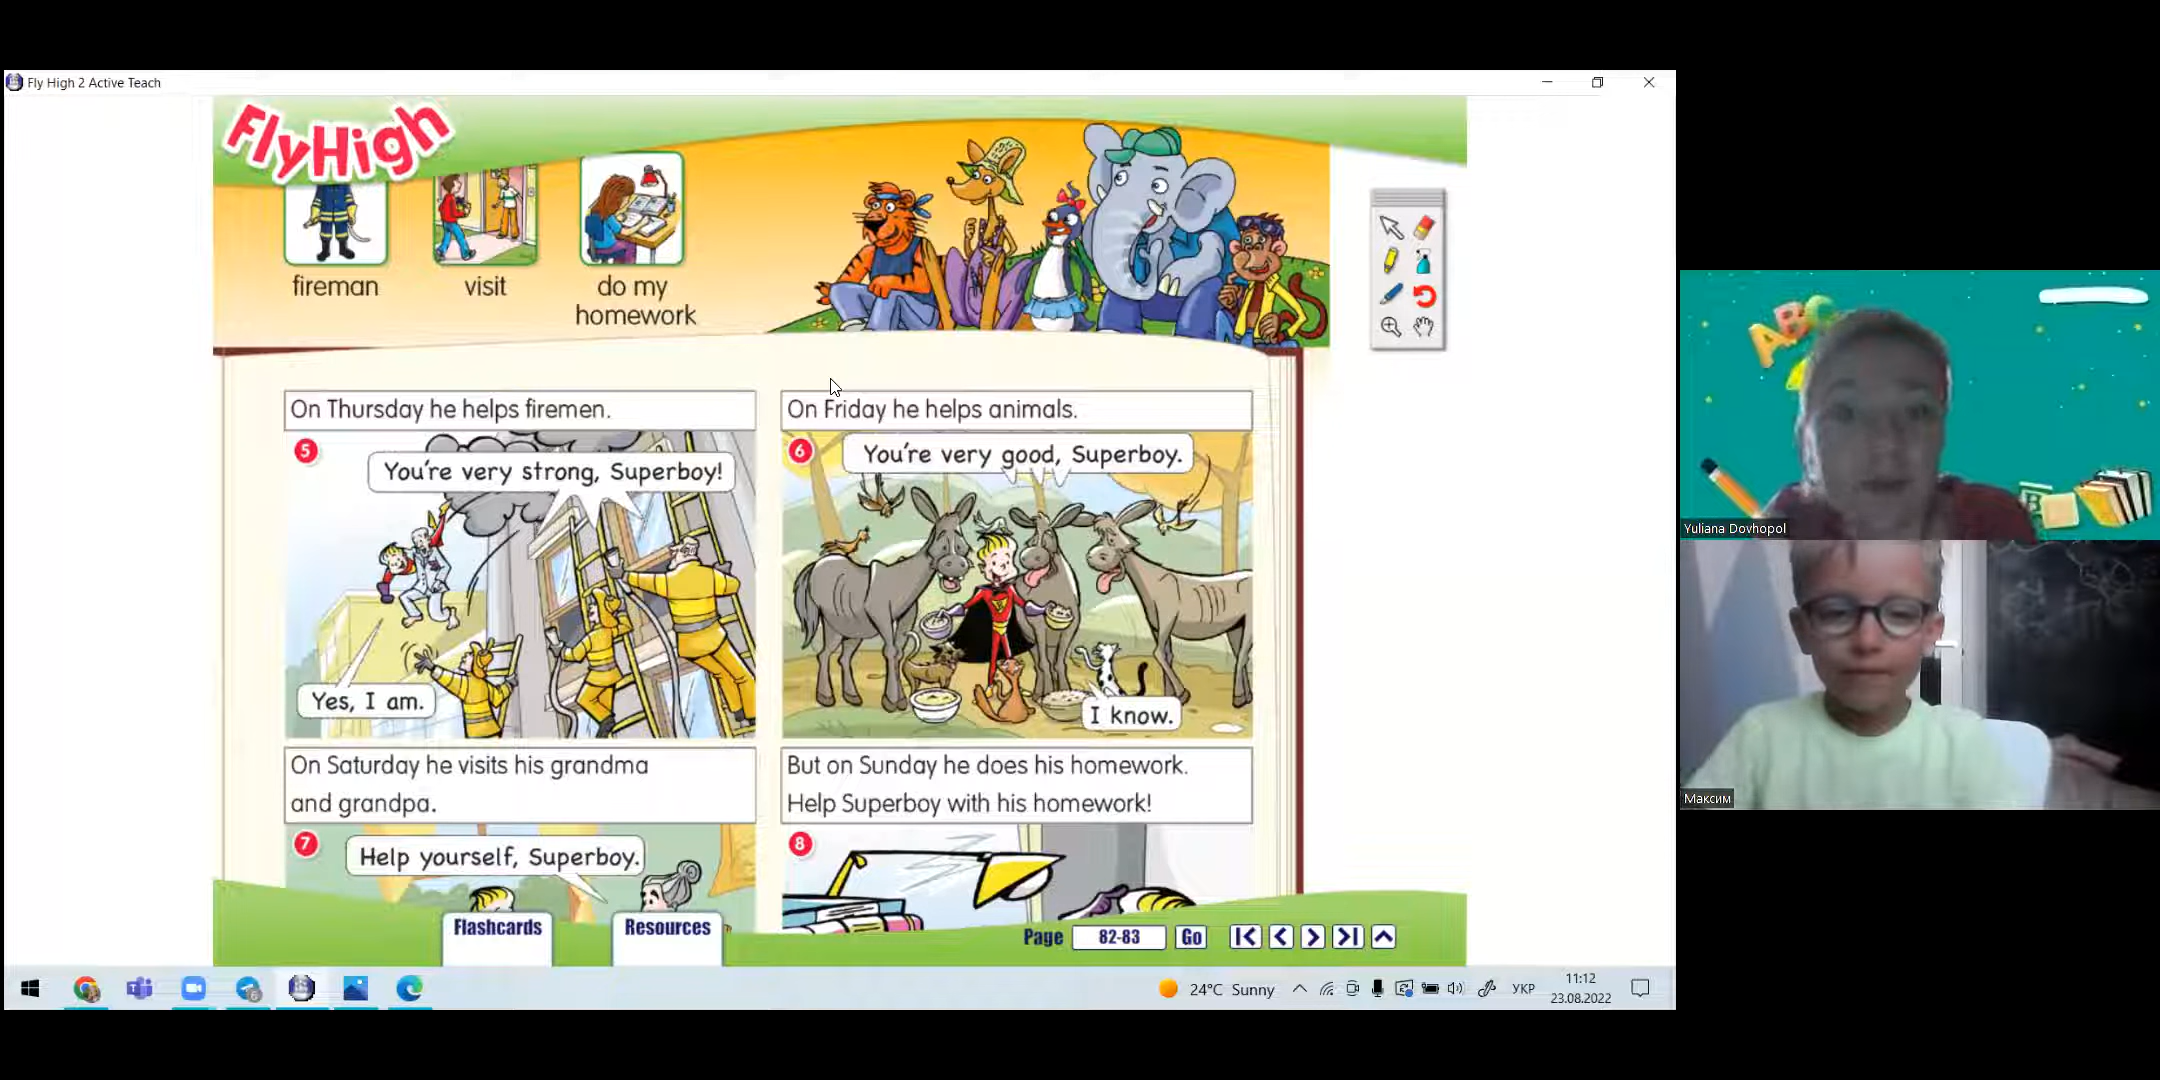 Fly High 2 Active Teach
FlyHigh
fireman
visit
do my
homework
On Thursday he helps firemen.
5
You're very strong, Superboy!
Yes, I am.
On Friday he helps animals.
6
You're very good, Superboy.
I know.
On Saturday he visits his grandma
and grandpa.
7
Help yourself, Superboy.
But on Sunday he does his homework.
Help Superboy with his homework!
8
Flashcards
Resources
Page
82-83
Go
24°C Sunny
УКР
11:12
23.08.2022
ABC
Yuliana Dovhopol
Максим